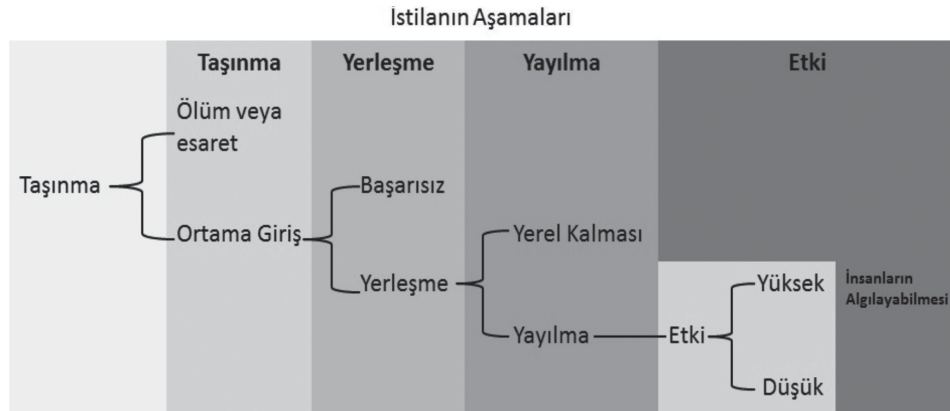 İstilanın Aşamaları
Taşınma
Yerleşme
Yayılma
Etki
Ölüm veya
esaret
Taşınma
Başarısız
Ortama Giriş
Yerel Kalması
Yerleşme
Yüksek
İnsanların
Algılayabilmesi
Yayılma
Etki
Düşük